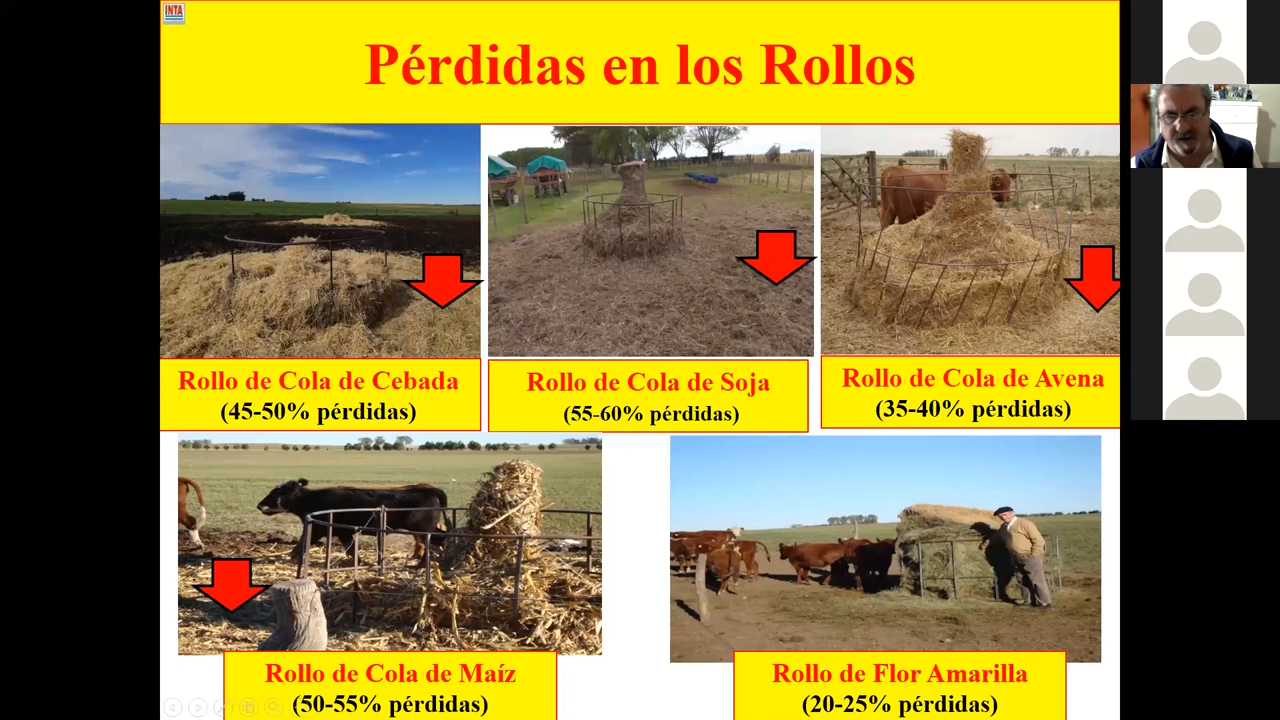 INTA
Pérdidas en los Rollos
Rollo de Cola de Cebada
(45-50% pérdidas)
Rollo de Cola de Soja
(55-60% pérdidas)
Rollo de Cola de Avena
(35-40% pérdidas)
Rollo de Cola de Maíz
(50-55% pérdidas)
Rollo de Flor Amarilla
(20-25% pérdidas)